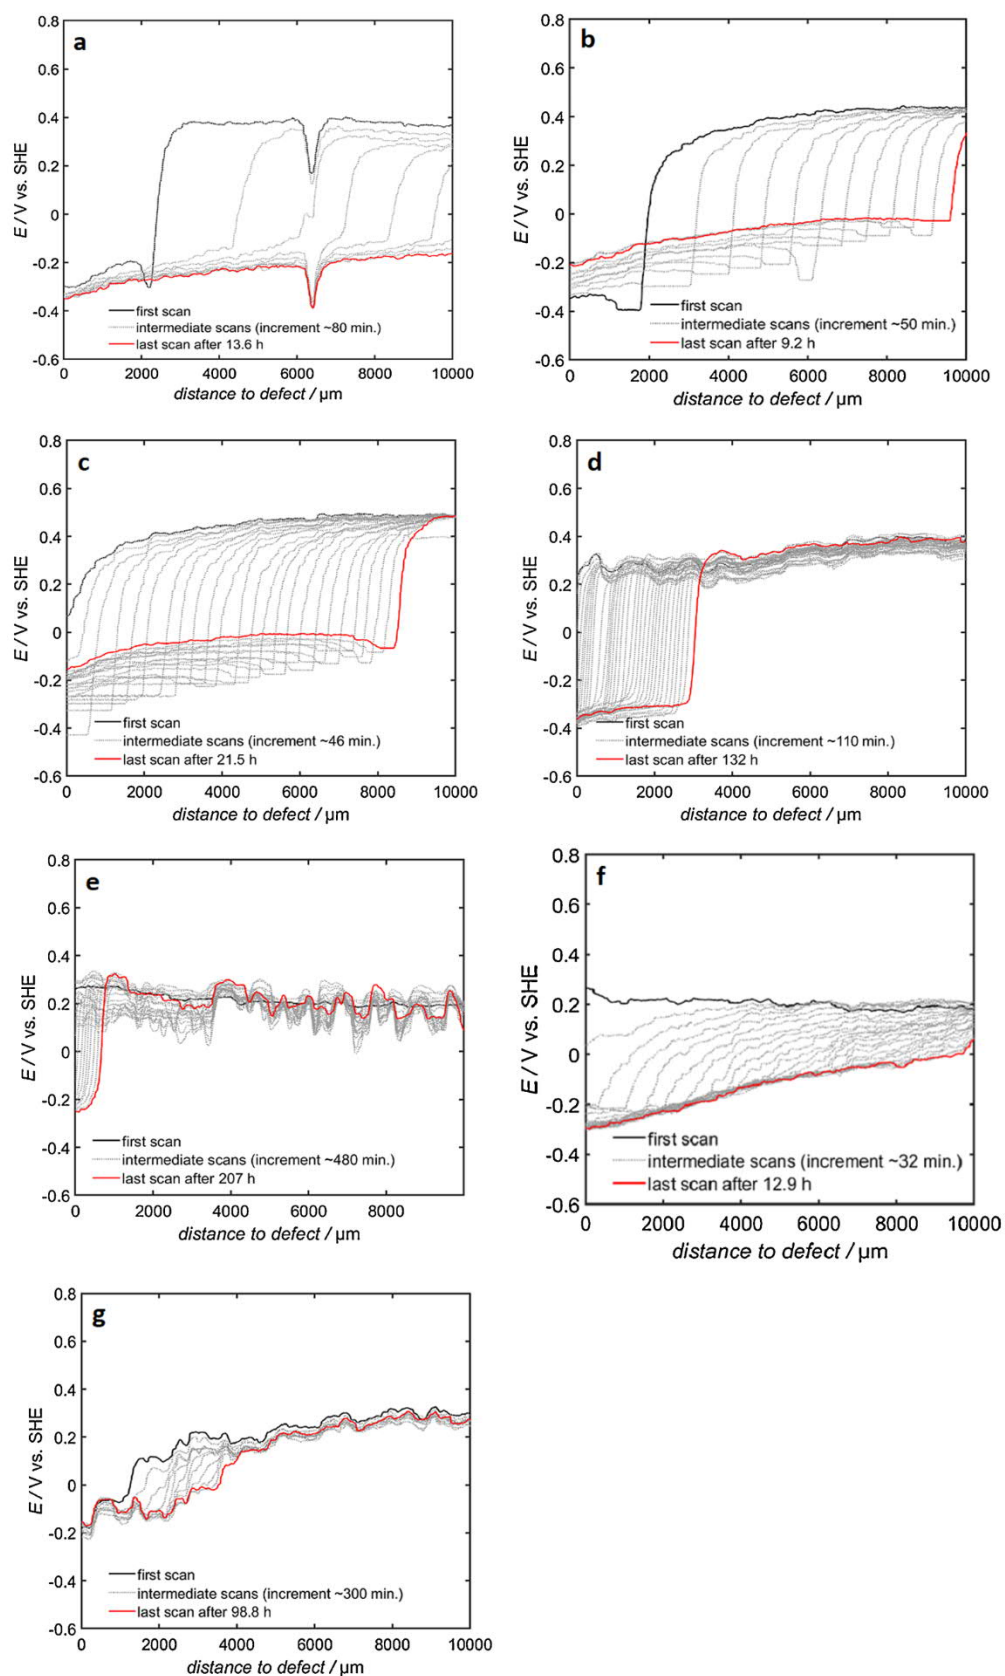 a
0.8
0.6
0.4
0.2
0
-0.2
-0.4
-0.6
E / V vs. SHE
first scan
intermediate scans (increment ~80 min.)
last scan after 13.6 h
0 2000 4000 6000 8000 10000
distance to defect / µm
b
0.8
0.6
0.4
0.2
0
-0.2
-0.4
-0.6
E / V vs. SHE
first scan
intermediate scans (increment ~50 min.)
last scan after 9.2 h
0 2000 4000 6000 8000 10000
distance to defect / µm
c
0.8
0.6
0.4
0.2
0
-0.2
-0.4
-0.6
E / V vs. SHE
first scan
intermediate scans (increment ~46 min.)
last scan after 21.5 h
0 2000 4000 6000 8000 10000
distance to defect / µm
d
0.8
0.6
0.4
0.2
0
-0.2
-0.4
-0.6
E / V vs. SHE
first scan
intermediate scans (increment ~110 min.)
last scan after 132 h
0 2000 4000 6000 8000 10000
distance to defect / µm
e
0.8
0.6
0.4
0.2
0
-0.2
-0.4
-0.6
E / V vs. SHE
first scan
intermediate scans (increment ~480 min.)
last scan after 207 h
0 2000 4000 6000 8000
distance to defect / µm
f
0.8
0.6
0.4
0.2
0
-0.2
-0.4
-0.6
E / V vs. SHE
first scan
intermediate scans (increment ~32 min.)
last scan after 12.9 h
0 2000 4000 6000 8000 10000
distance to defect / µm
g
0.8
0.6
0.4
0.2
0
-0.2
-0.4
-0.6
E / V vs. SHE
first scan
intermediate scans (increment ~300 min.)
last scan after 98.8 h
0 2000 4000 6000 8000 10000
distance to defect / µm